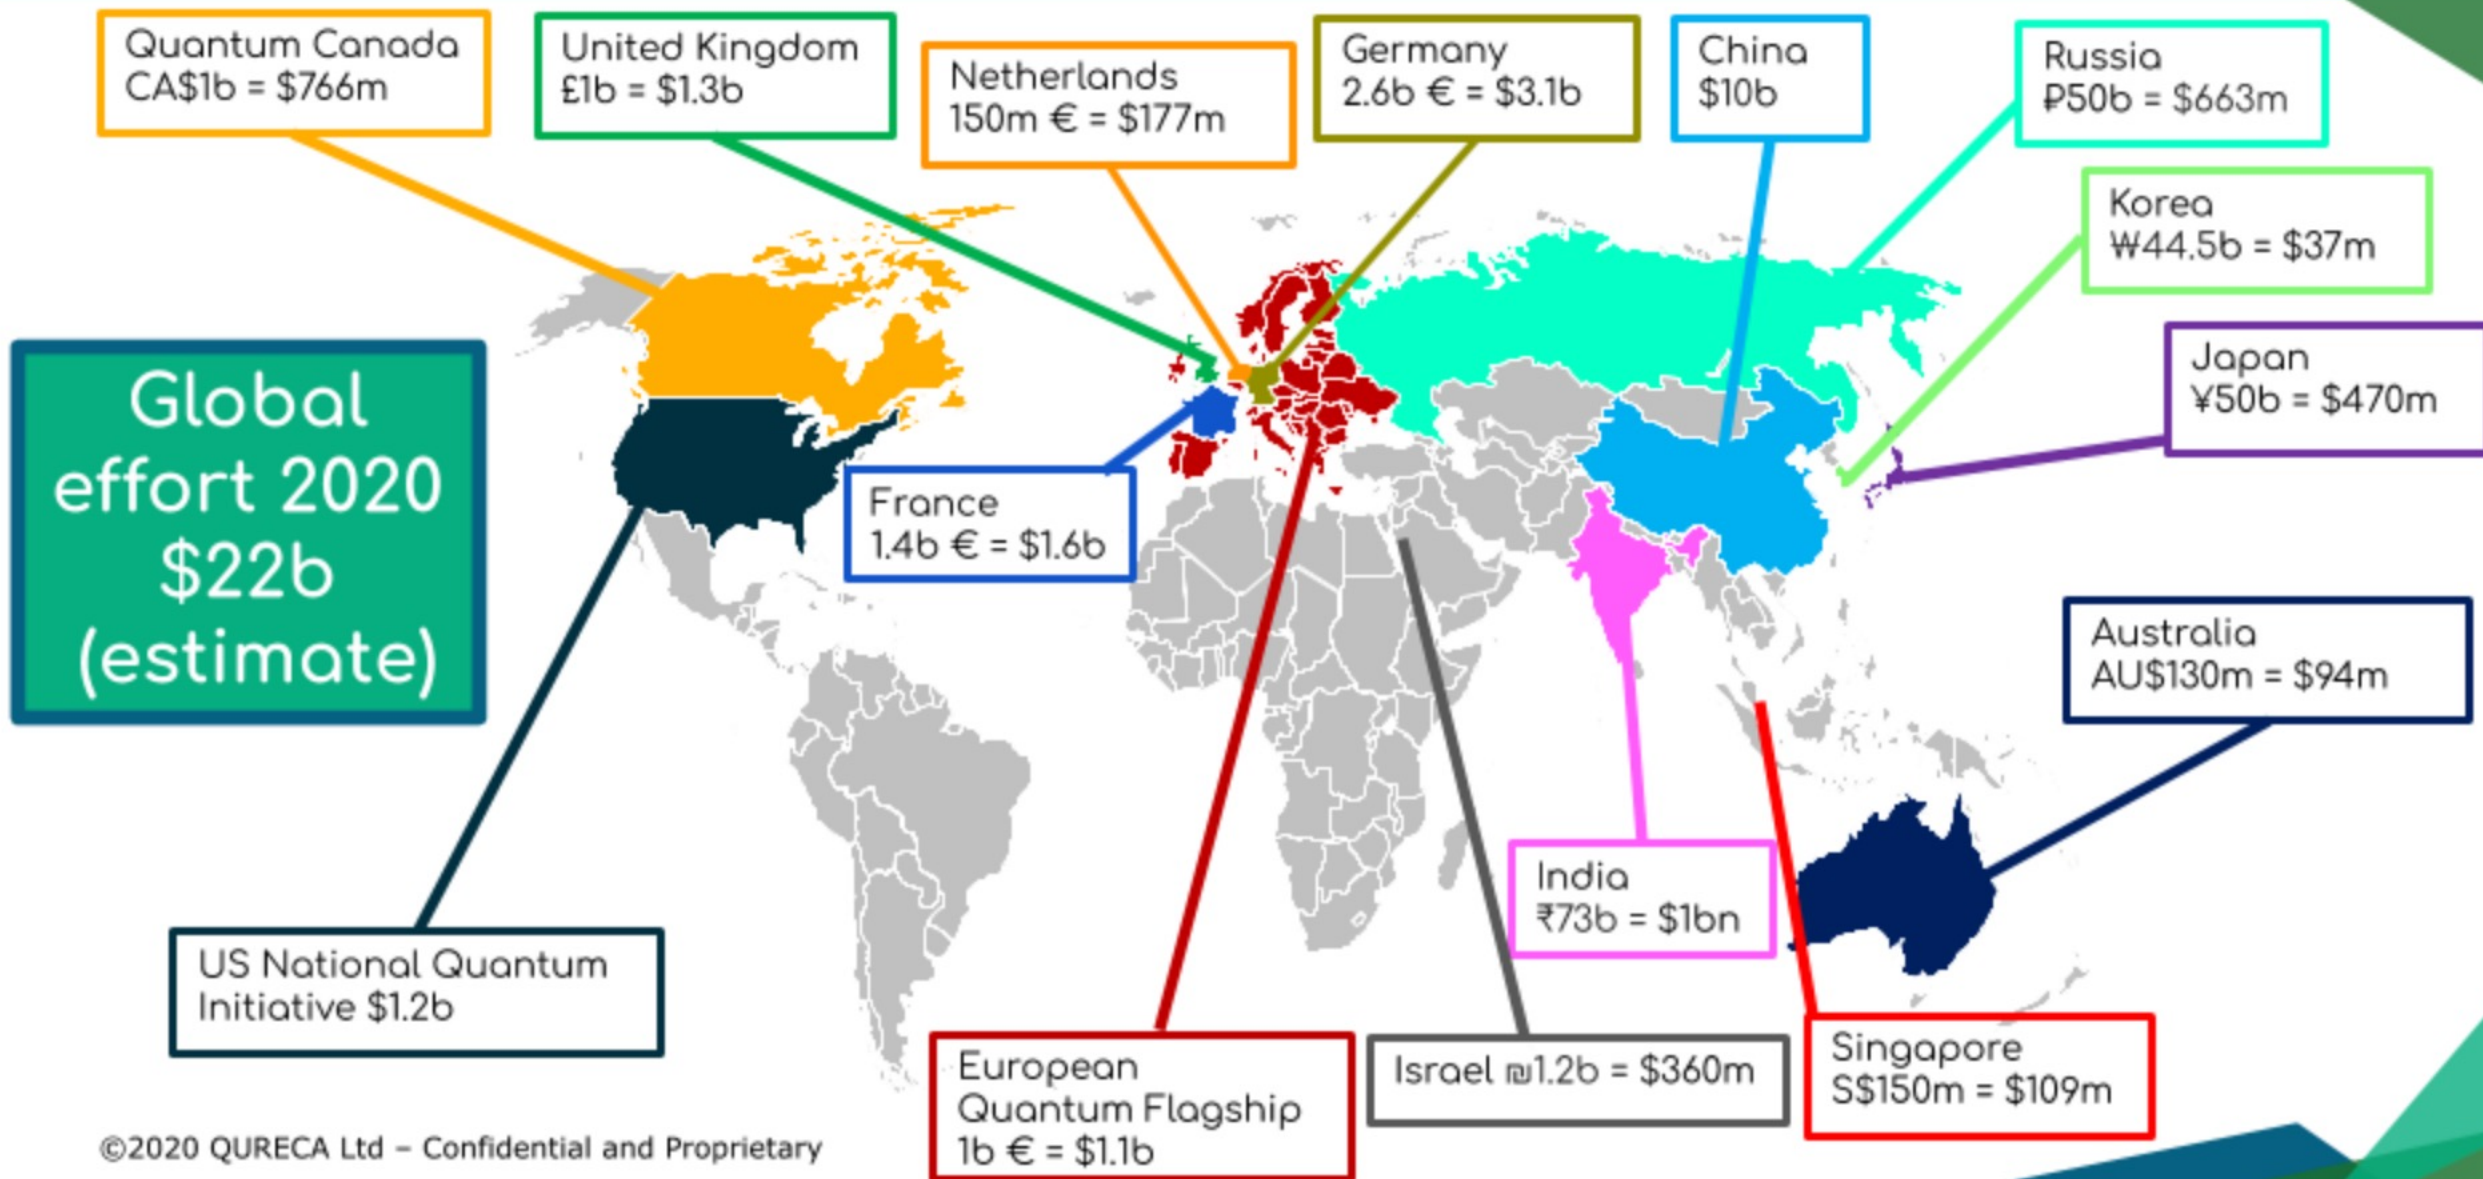 Quantum Canada
CA$1b = $766m
United Kingdom
£1b = $1.3b
Netherlands
150m € = $177m
Germany
2.6b € = $3.1b
China
$10b
Russia
₽50b = $663m
Korea
₩44.5b = $37m
Japan
¥50b = $470m
Global
effort 2020
$22b
(estimate)
France
1.4b € = $1.6b
Australia
AU$130m = $94m
India
₹73b = $1bn
US National Quantum
Initiative $1.2b
European
Quantum Flagship
1b € = $1.1b
Israel ₪1.2b = $360m
Singapore
S$150m = $109m
©2020 QURECA Ltd – Confidential and Proprietary